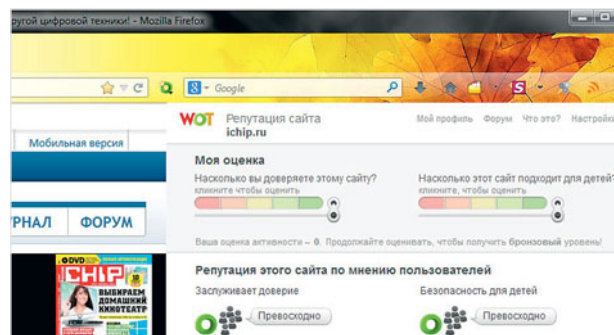 ругой цифровой техники! - Mozilla Firefox
Google
WOT Репутация сайта
ichip.ru
Мой профиль Форум Что это? Настройки
Мобильная версия
Моя оценка
Насколько вы доверяете этому сайту?
кликните чтобы оценить
Насколько этот сайт подходит для детей?
кликните, чтобы оценить
РНАЛ ФОРУМ
Ваша оценка активности – 0. Продолжайте оценивать, чтобы получить бронзовый уровень!
DVD
CHIP
ВЫБИРАЕМ
ДОМАШНИЙ
КИНОТЕАТР
Репутация этого сайта по мнению пользователей
Заслуживает доверие
Безопасность для детей
Превосходно
Превосходно